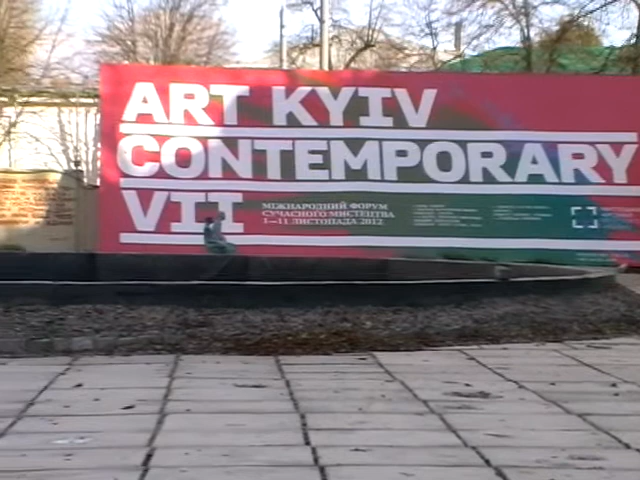 ART KYIV
CONTEMPORARY
VII
МІЖНАРОДНИЙ ФОРУМ
СУЧАСНОГО МИСТЕЦТВА
1—11 ЛИСТОПАДА 2012